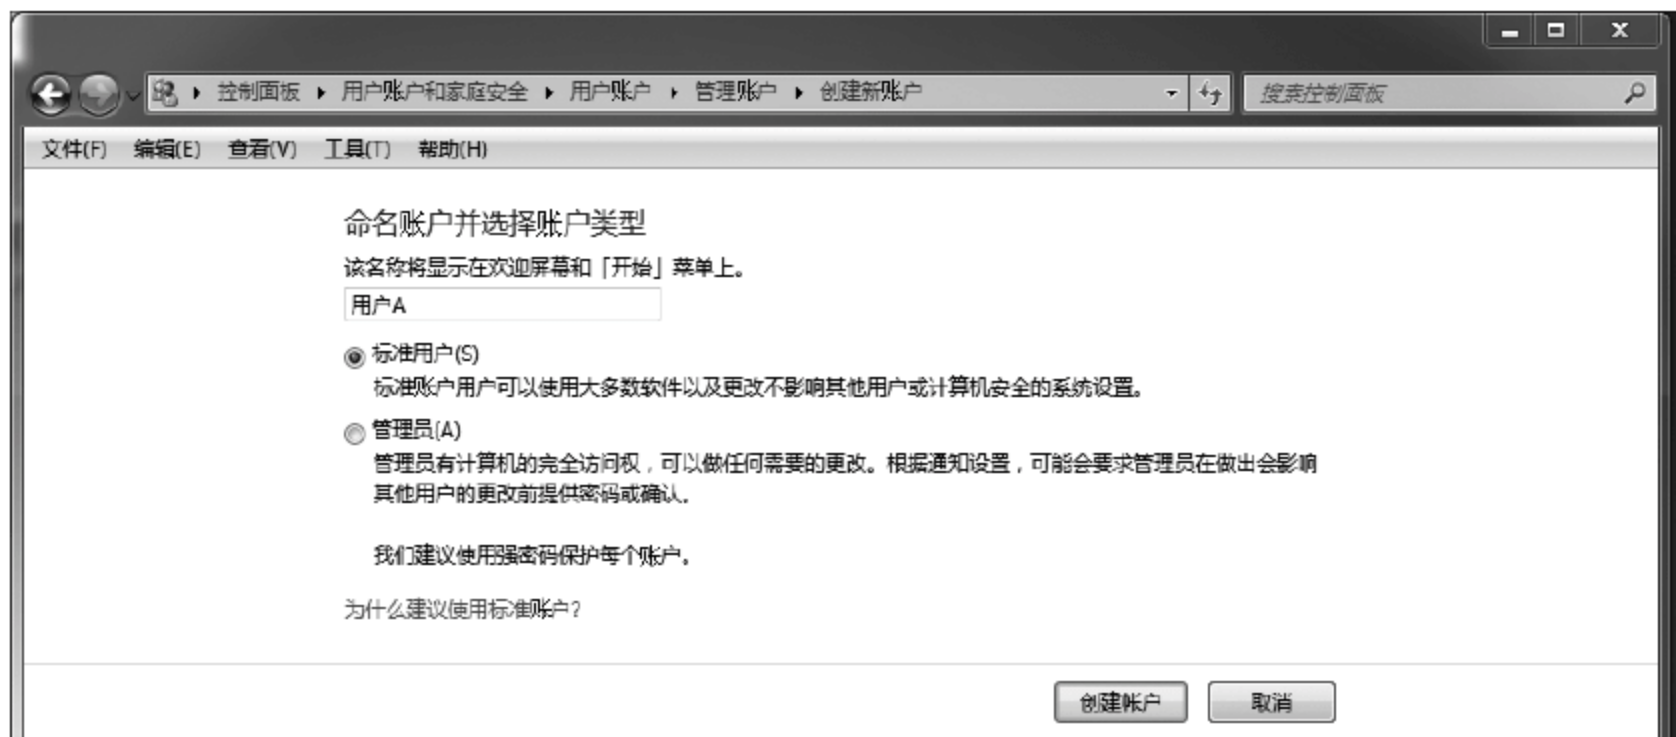 控制面板 ▸ 用户账户和家庭安全 ▸ 用户账户 ▸ 管理账户 ▸ 创建新账户
搜索控制面板
文件(F) 编辑(E) 查看(V) 工具(T) 帮助(H)
命名账户并选择账户类型
该名称将显示在欢迎屏幕和「开始」菜单上。
用户A
标准用户(S)
标准账户用户可以使用大多数软件以及更改不影响其他用户或计算机安全的系统设置。
管理员(A)
管理员有计算机的完全访问权，可以做任何需要的更改。根据通知设置，可能会要求管理员在做出会影响
其他用户的更改前提供密码或确认。
我们建议使用强密码保护每个账户。
为什么建议使用标准账户?
创建帐户
取消